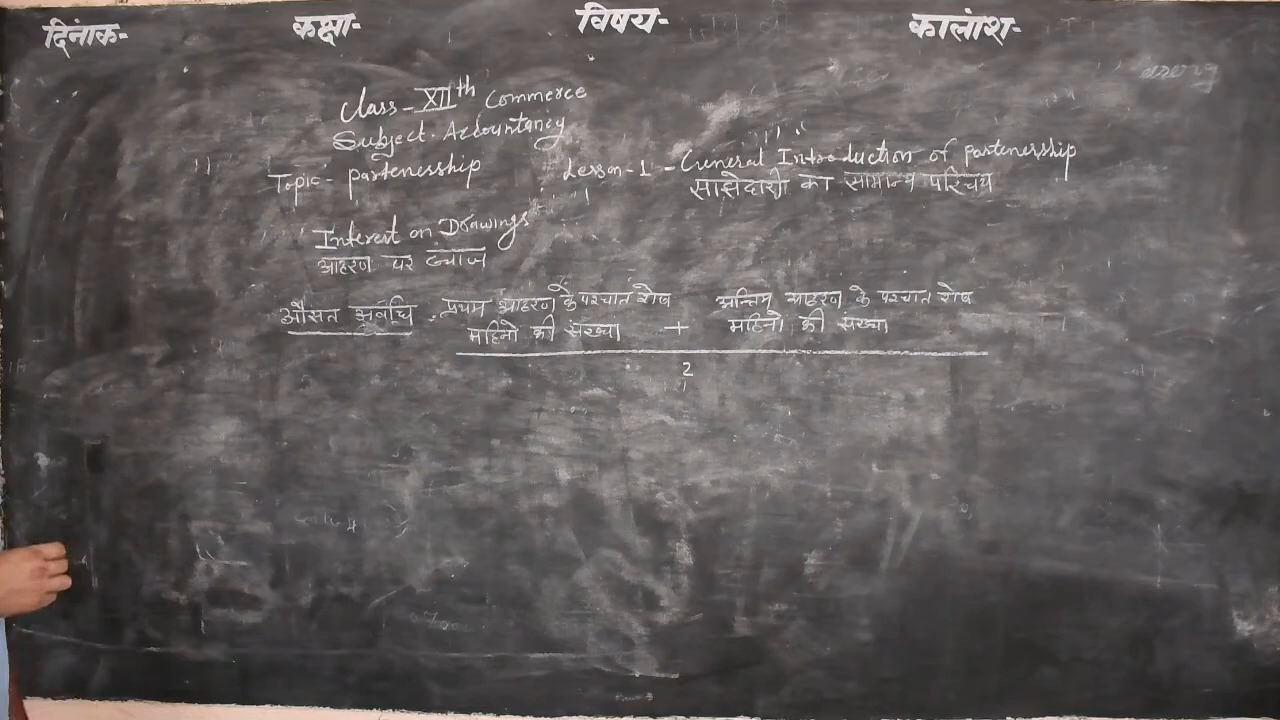 दिनांक- कक्षा- विषय- कालांश-
Class - XIIth Commerce
Subject - Accountancy
Topic - partenership Lesson - 1 - General Introduction of partenership
साझेदारी का सामान्य परिचय
Interest on Drawings
आहरण पर ब्याज
औसत अवधि - प्रथम आहरण के पश्चात शेष अन्तिम आहरण के पश्चात शेष
महिनो की संख्या + महिनो की संख्या
2